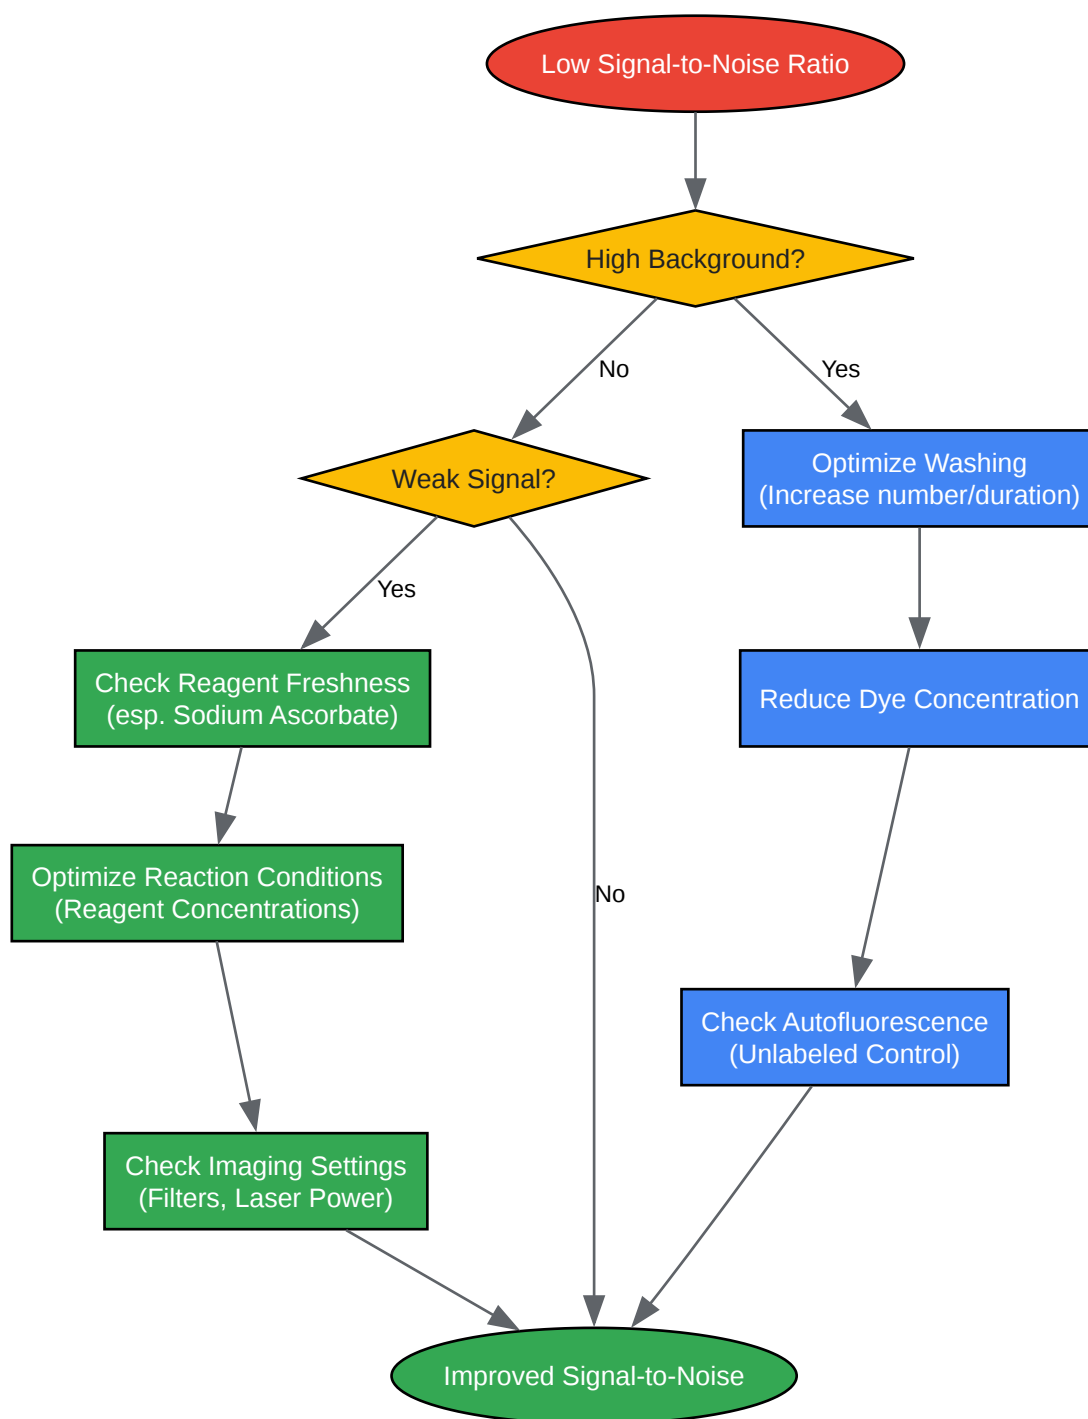 Low Signal-to-Noise Ratio
High Background?
No
Yes
Weak Signal?
Optimize Washing
(Increase number/duration)
Yes
Check Reagent Freshness
(esp. Sodium Ascorbate)
Reduce Dye Concentration
Optimize Reaction Conditions
(Reagent Concentrations)
No
Check Autofluorescence
(Unlabeled Control)
Check Imaging Settings
(Filters, Laser Power)
Improved Signal-to-Noise